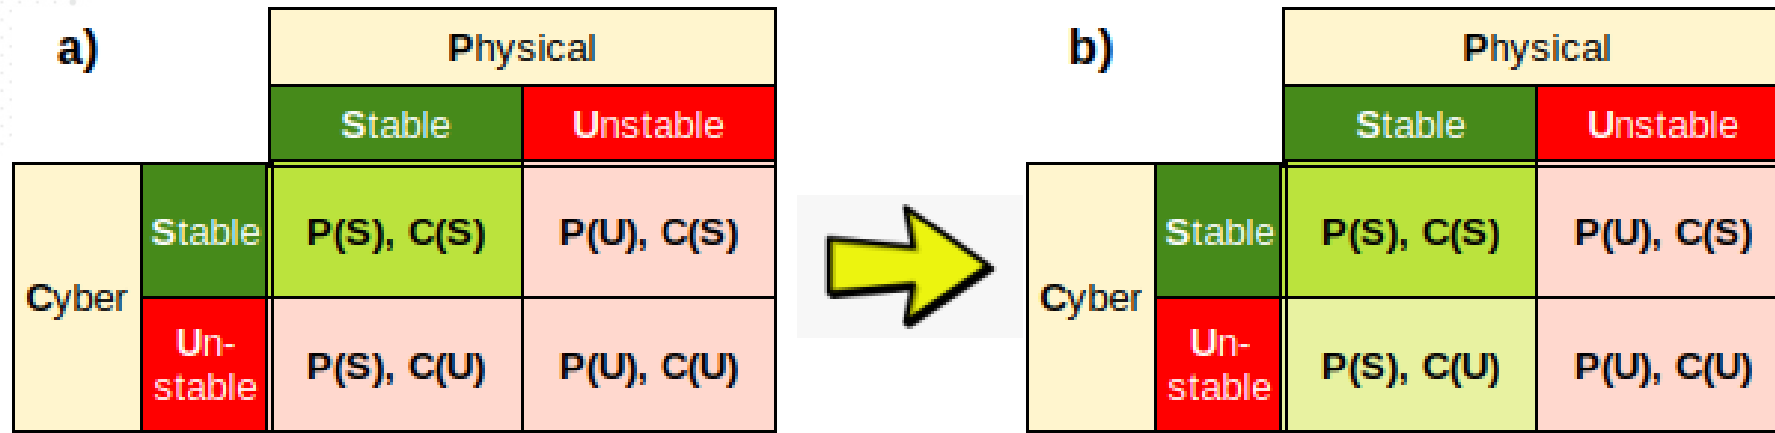 a)
Physical
Stable Unstable
Stable P(S), C(S) P(U), C(S)
Cyber
Un-
stable P(S), C(U) P(U), C(U)
b)
Physical
Stable Unstable
Stable P(S), C(S) P(U), C(S)
Cyber
Un-
stable P(S), C(U) P(U), C(U)